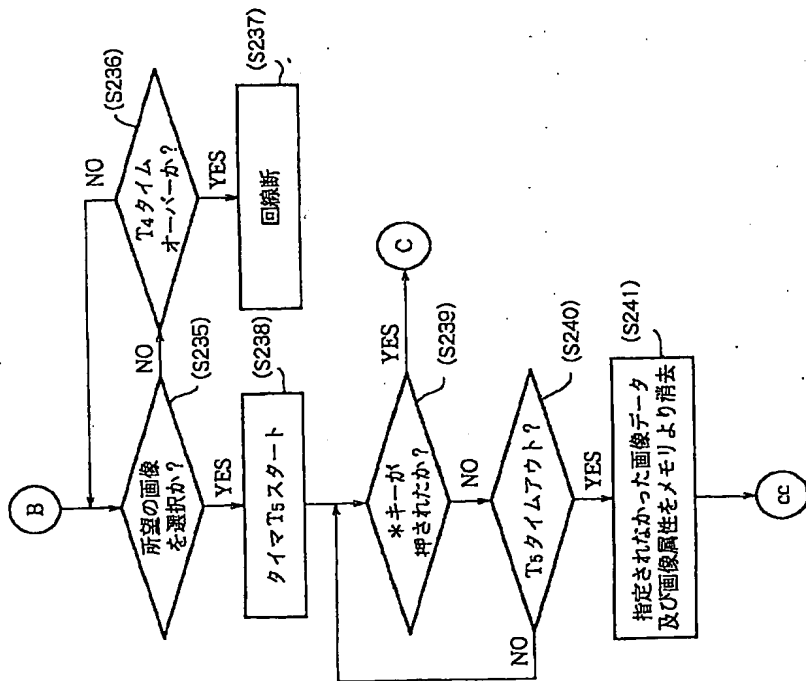 B
所望の画像
を選択か?
(S235)
NO
YES
T4タイム
オーバーか?
(S236)
NO
YES
回線断
(S237)
タイマT5スタート
(S238)
*キーが
押されたか?
(S239)
YES
C
NO
T5タイムアウト?
(S240)
NO
YES
指定されなかった画像データ
及び画像属性をメモリより消去
(S241)
cc